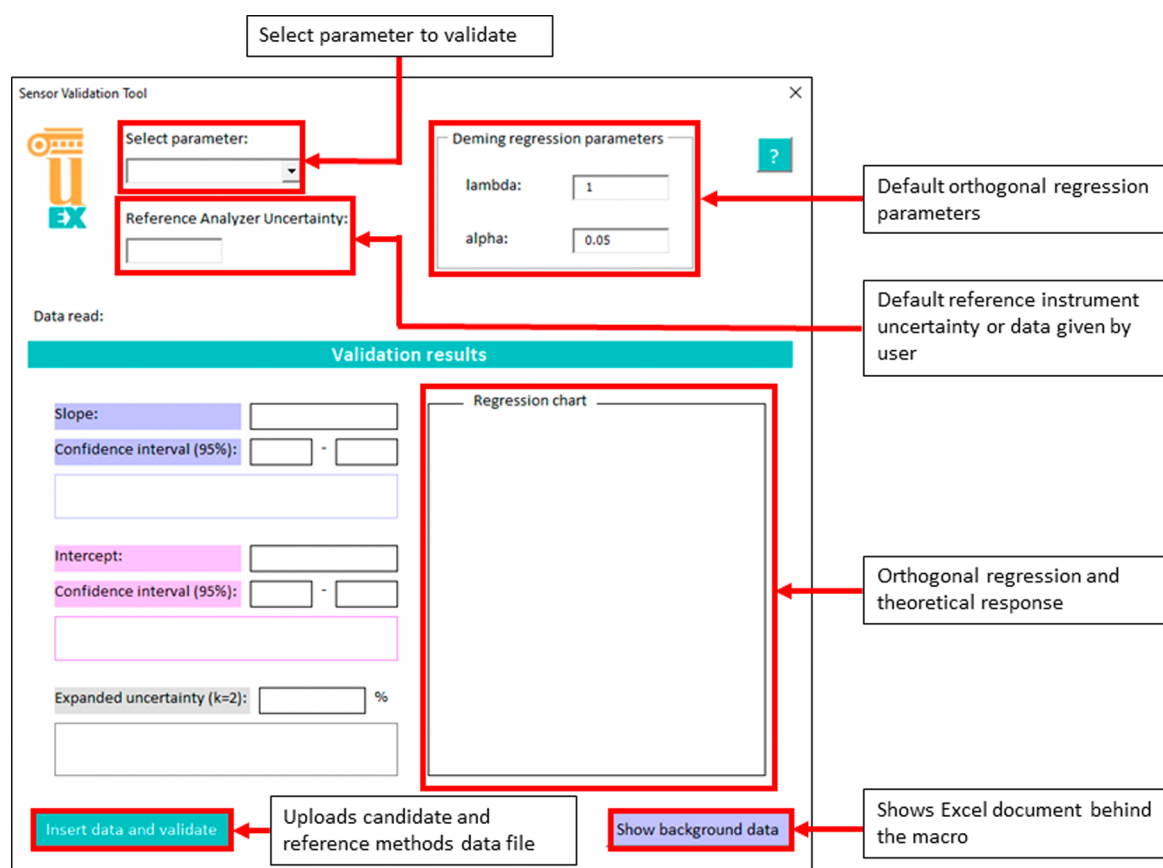 Select parameter to validate
Sensor Validation Tool
Select parameter:
Deming regression parameters
?
lambda:
1
u
EX
Reference Analyzer Uncertainty:
alpha:
0.05
Default orthogonal regression
parameters
Default reference instrument
uncertainty or data given by
user
Data read:
Validation results
Slope:
Confidence interval (95%):
-
Regression chart
Intercept:
Confidence interval (95%):
-
Orthogonal regression and
theoretical response
Expanded uncertainty (k=2):
%
Insert data and validate
Uploads candidate and
reference methods data file
Show background data
Shows Excel document behind
the macro